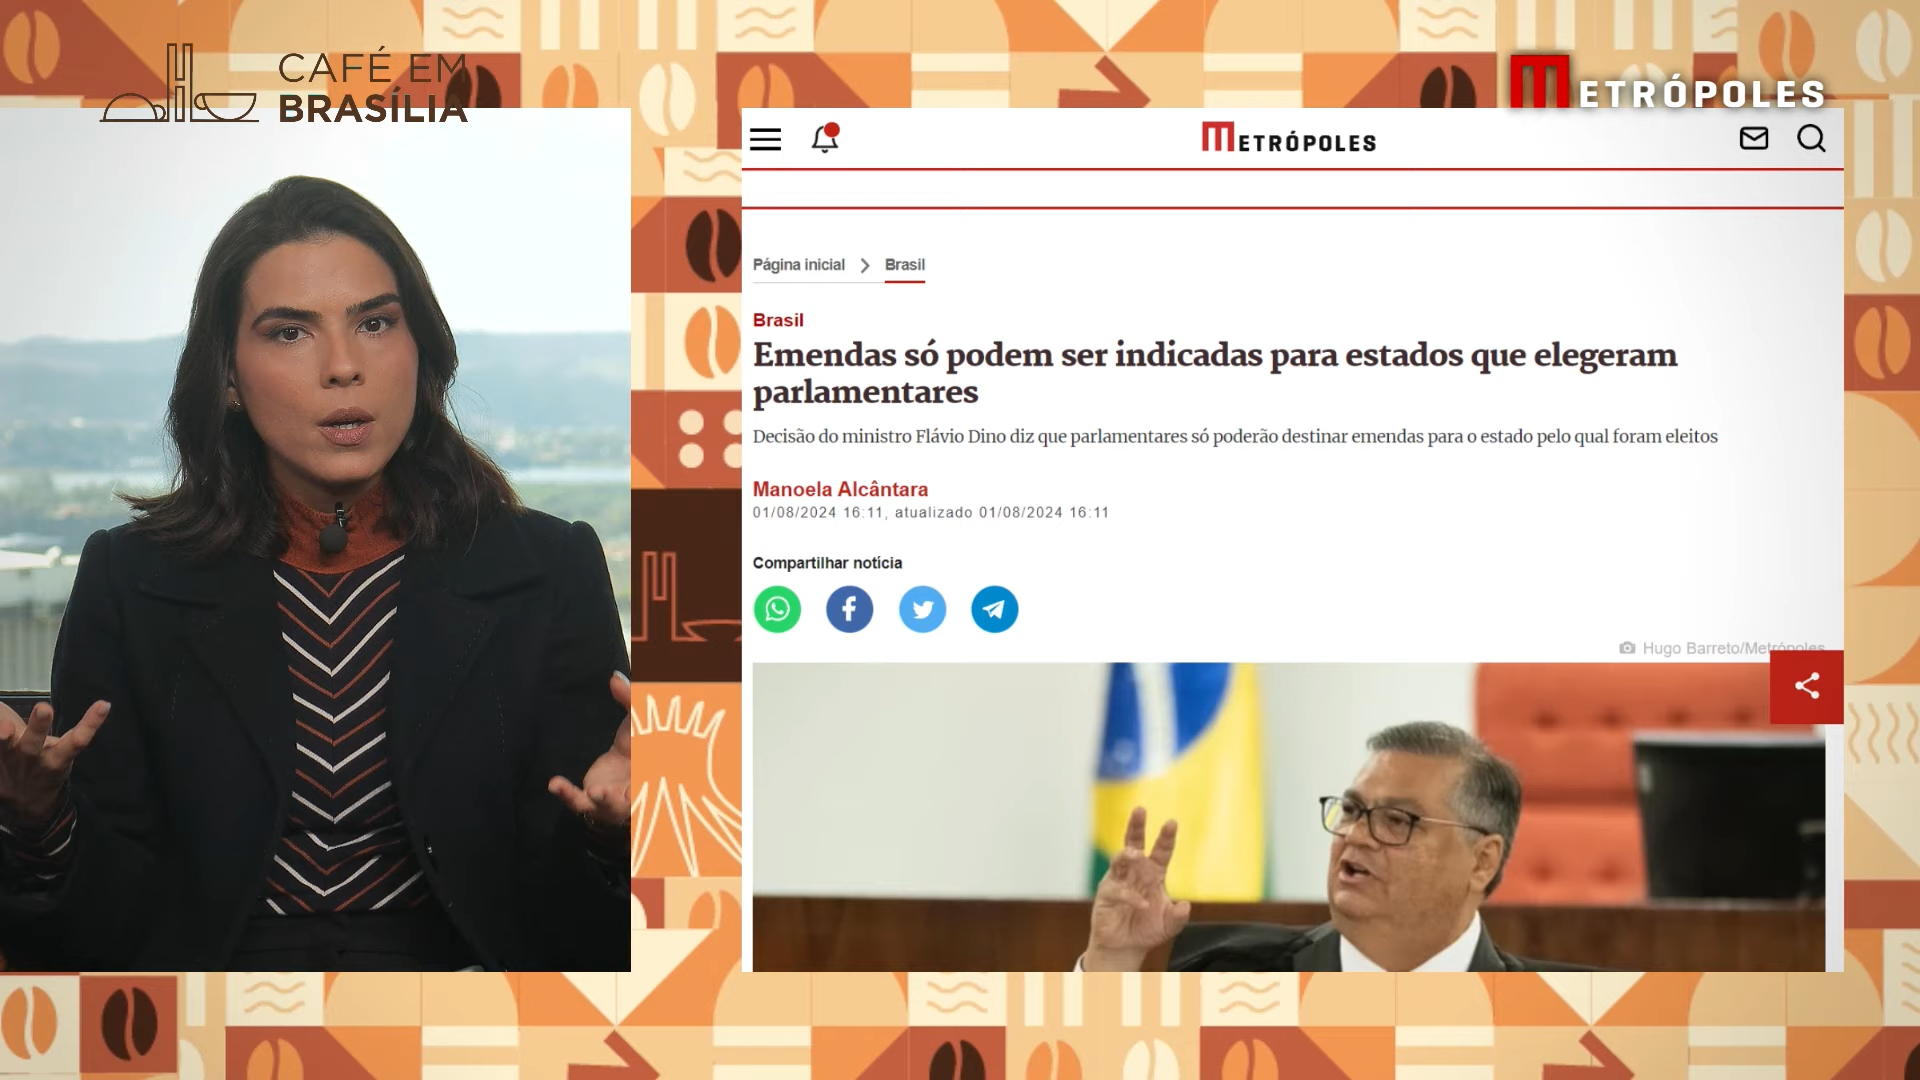 CAFÉ EM
BRASÍLIA
METRÓPOLES
METRÓPOLES
Página inicial
Brasil
Brasil
Emendas só podem ser indicadas para estados que elegeram
parlamentares
Decisão do ministro Flávio Dino diz que parlamentares só poderão destinar emendas para o estado pelo qual foram eleitos
Manoela Alcântara
01/08/2024 16:11, atualizado 01/08/2024 16:11
Compartilhar notícia
Hugo Barreto/Metrópoles